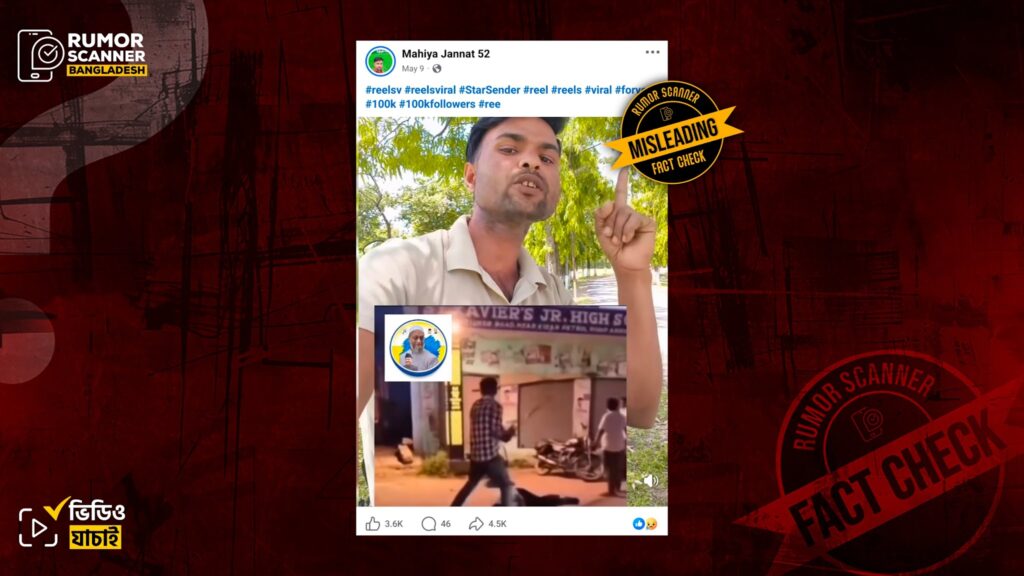 RUMOR
SCANNER
BANGLADESH
Mahiya Jannat 52
May 9
#reelsv #reelsviral #StarSender #reel #reels #viral
#100k #100kfollowers #ree
RUMOR SCANNER
MISLEADING
FACT CHECK
AVIER'S JR. HIGH
3.6K
46
4.5K
ভিডিও
যাচাই
RUMOR SCANNER
FACT CHECK